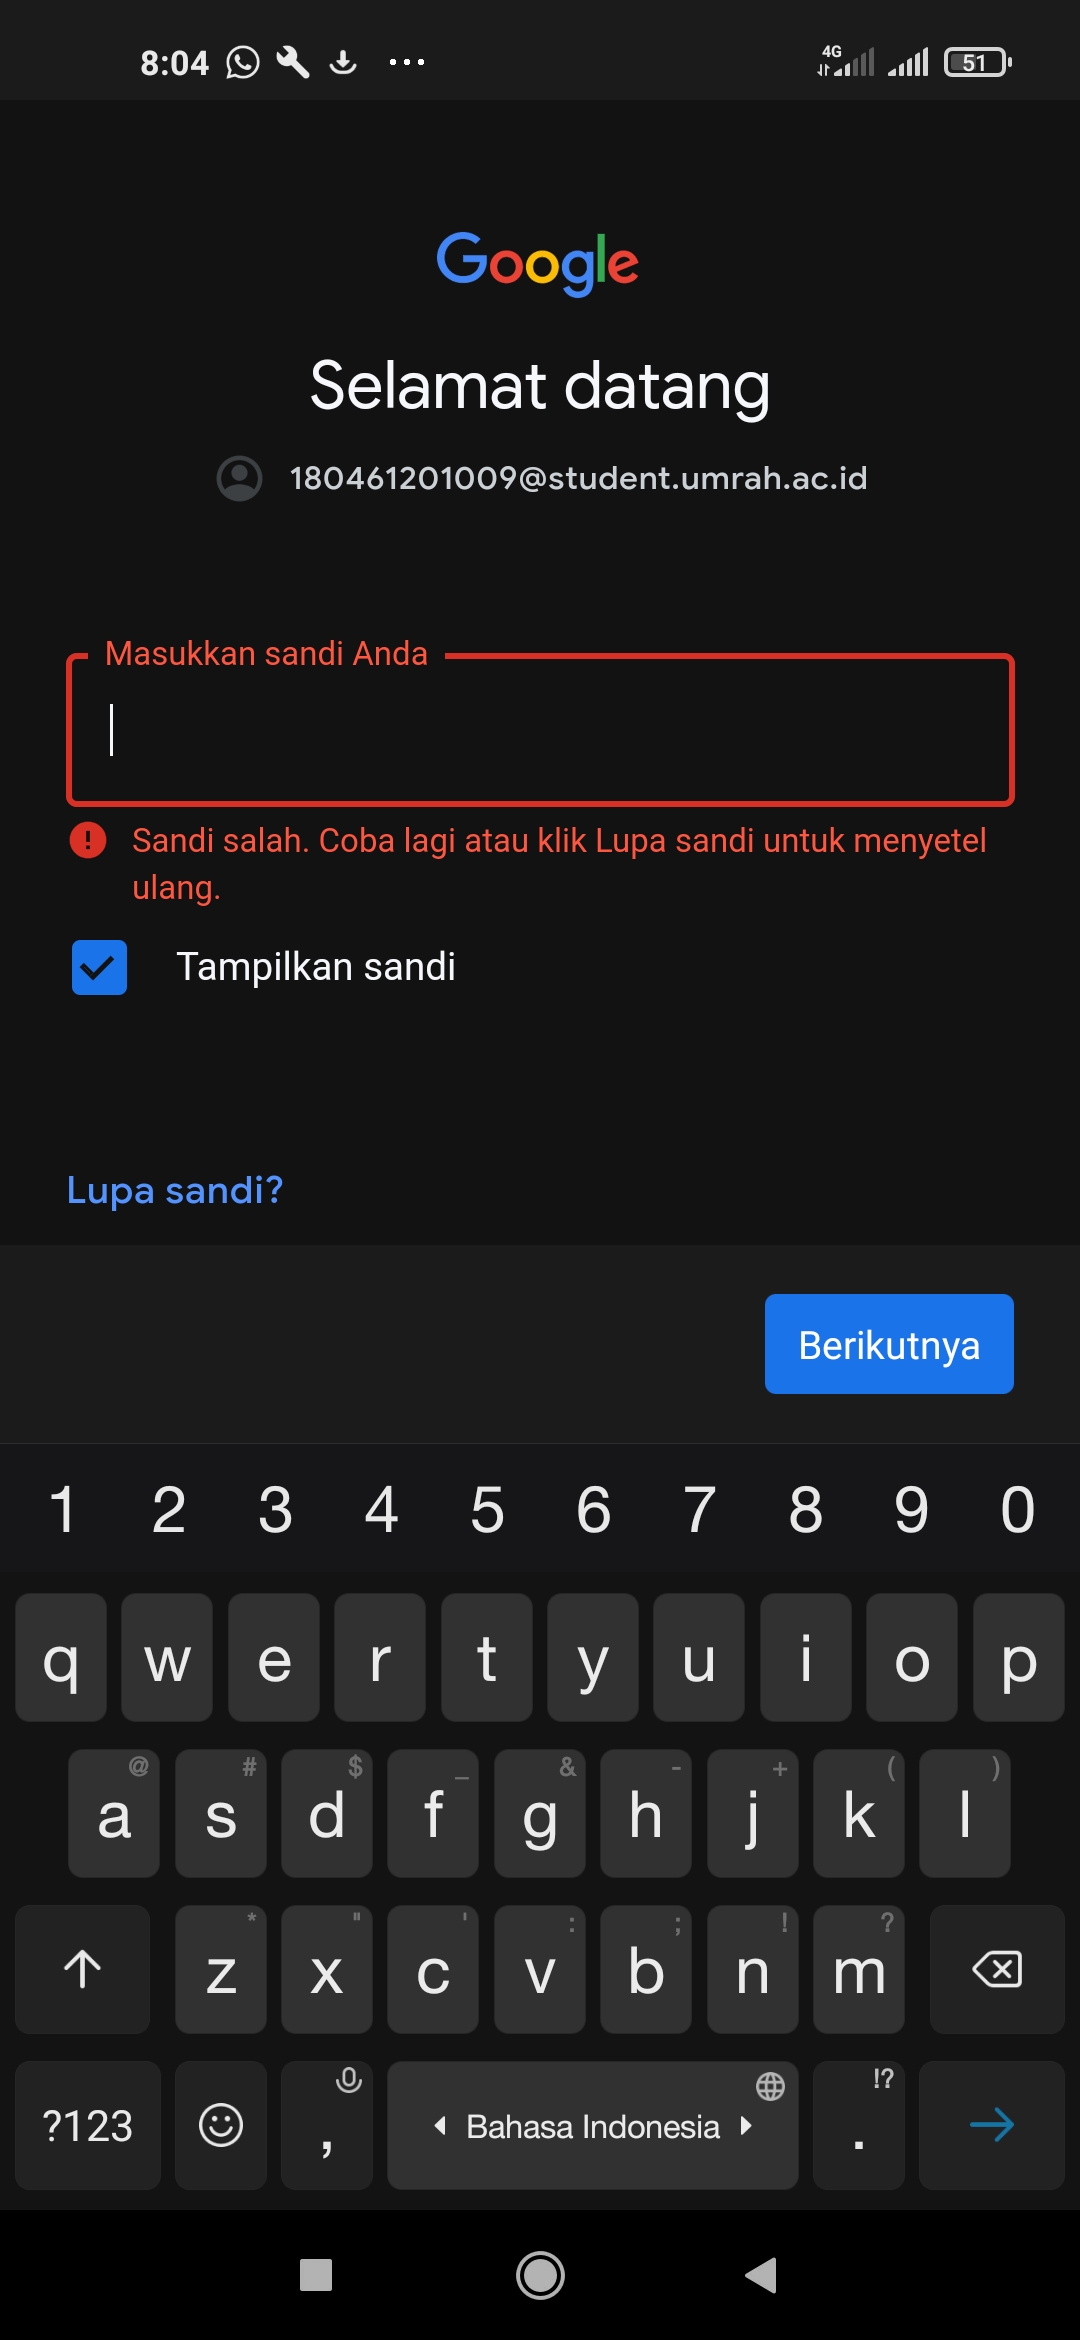 8:04
4G
51
Google
Selamat datang
180461201009@student.umrah.ac.id
Masukkan sandi Anda
Sandi salah. Coba lagi atau klik Lupa sandi untuk menyetel
ulang.
Tampilkan sandi
Lupa sandi?
Berikutnya
1 2 3 4 5 6 7 8 9 0
q w e r t y u i o p
@ # $ _ & - + ( )
a s d f g h j k l
* " ' : ; ! ?
z x c v b n m
!?
?123 , Bahasa Indonesia .